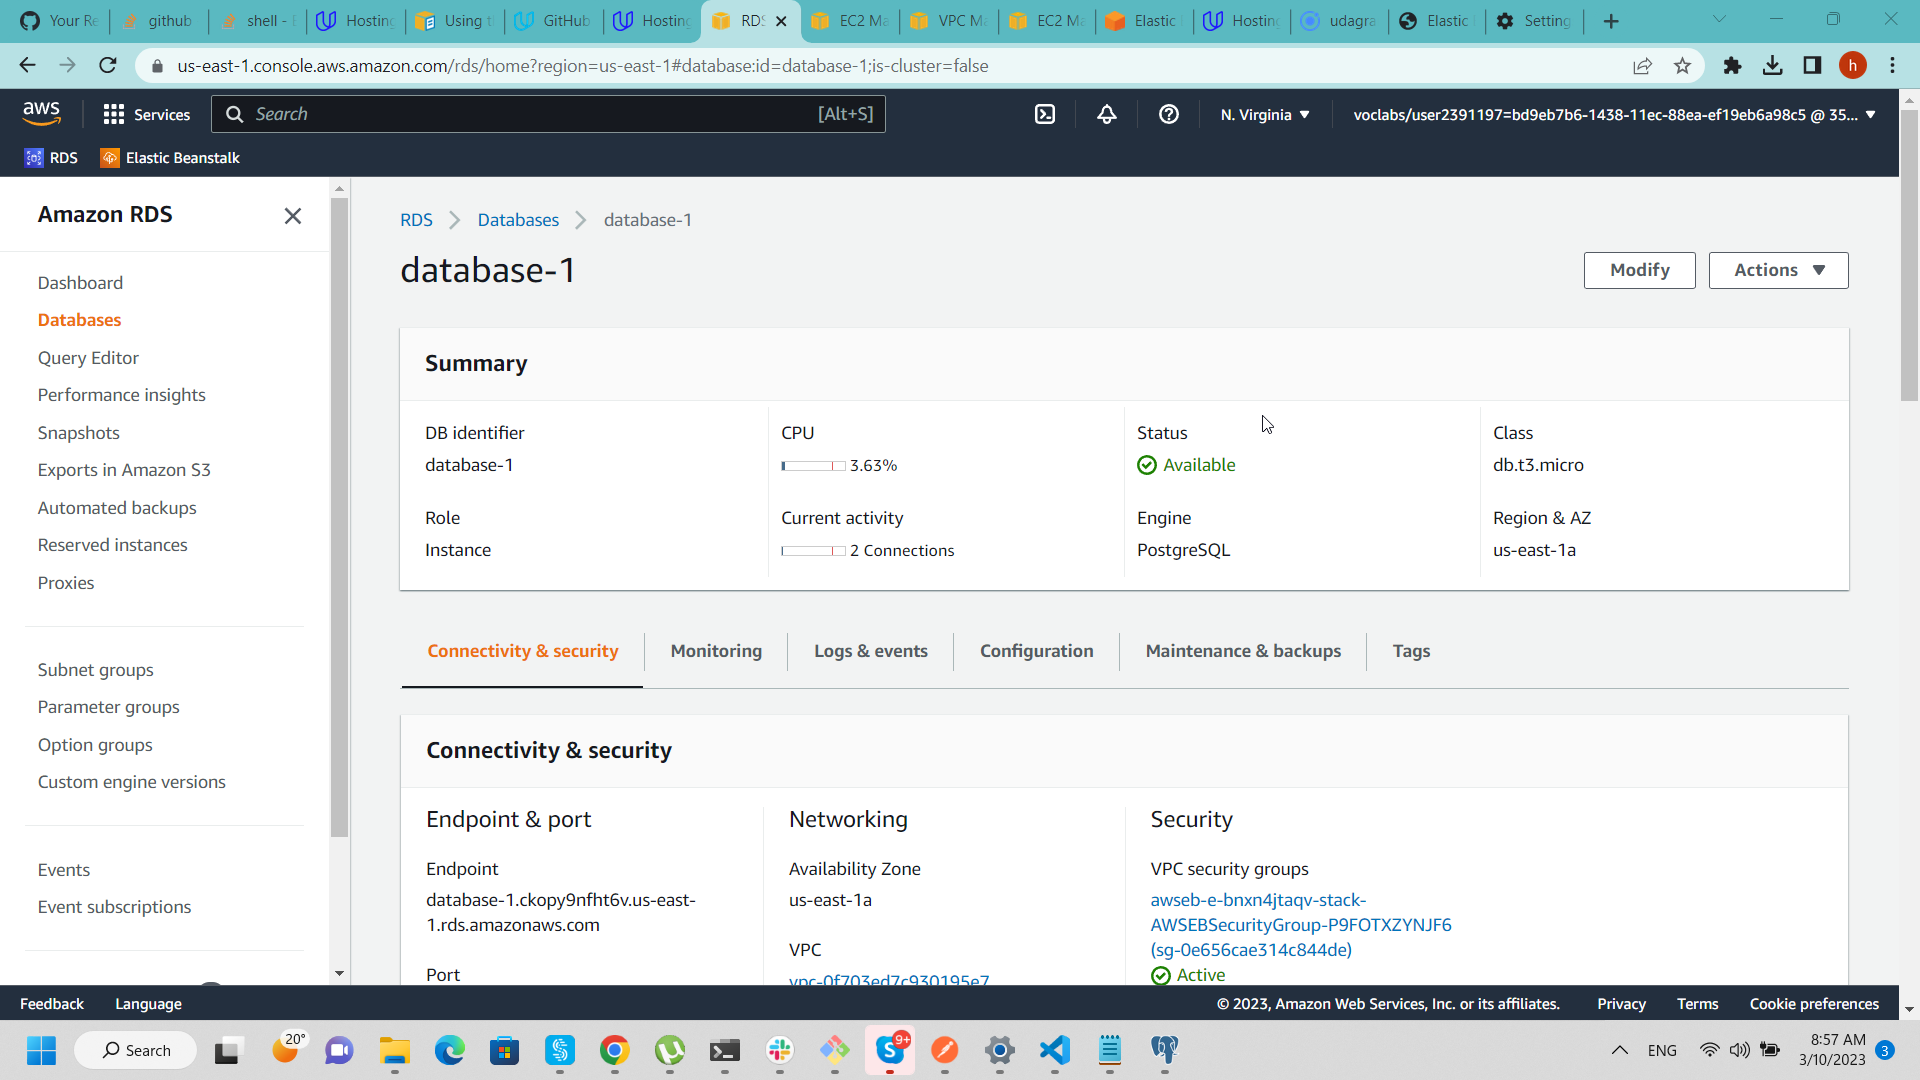 Your Re
github
shell - E
Hosting
Using t
GitHub
Hosting
RDS
EC2 Ma
VPC Ma
EC2 Ma
Elastic
Hosting
udagra
Elastic
Setting
us-east-1.console.aws.amazon.com/rds/home?region=us-east-1#database:id=database-1;is-cluster=false
h
aws
Services
Search
[Alt+S]
N. Virginia
voclabs/user2391197=bd9eb7b6-1438-11ec-88ea-ef19eb6a98c5 @ 35...
RDS
Elastic Beanstalk
Amazon RDS
Dashboard
Databases
Query Editor
Performance insights
Snapshots
Exports in Amazon S3
Automated backups
Reserved instances
Proxies
Subnet groups
Parameter groups
Option groups
Custom engine versions
Events
Event subscriptions
RDS
Databases
database-1
database-1
Modify
Actions
Summary
DB identifier
database-1
CPU
3.63%
Status
Available
Class
db.t3.micro
Role
Instance
Current activity
2 Connections
Engine
PostgreSQL
Region & AZ
us-east-1a
Connectivity & security
Monitoring
Logs & events
Configuration
Maintenance & backups
Tags
Connectivity & security
Endpoint & port
Endpoint
database-1.ckopy9nfht6v.us-east-
1.rds.amazonaws.com
Port
Networking
Availability Zone
us-east-1a
VPC
vpc-0f703ed7c930195e7
Security
VPC security groups
awseb-e-bnxn4jtaqv-stack-
AWSEBSecurityGroup-P9FOTXZYNJF6
(sg-0e656cae314c844de)
Active
Feedback
Language
© 2023, Amazon Web Services, Inc. or its affiliates.
Privacy
Terms
Cookie preferences
Search
20°
9+
ENG
8:57 AM
3/10/2023
3